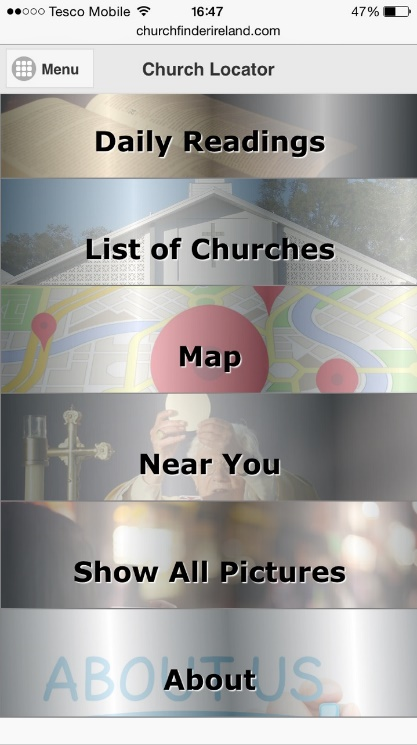 Tesco Mobile 16:47 47%
churchfinderireland.com
Menu Church Locator
Daily Readings
List of Churches
Map
Near You
Show All Pictures
ABOUT US
About